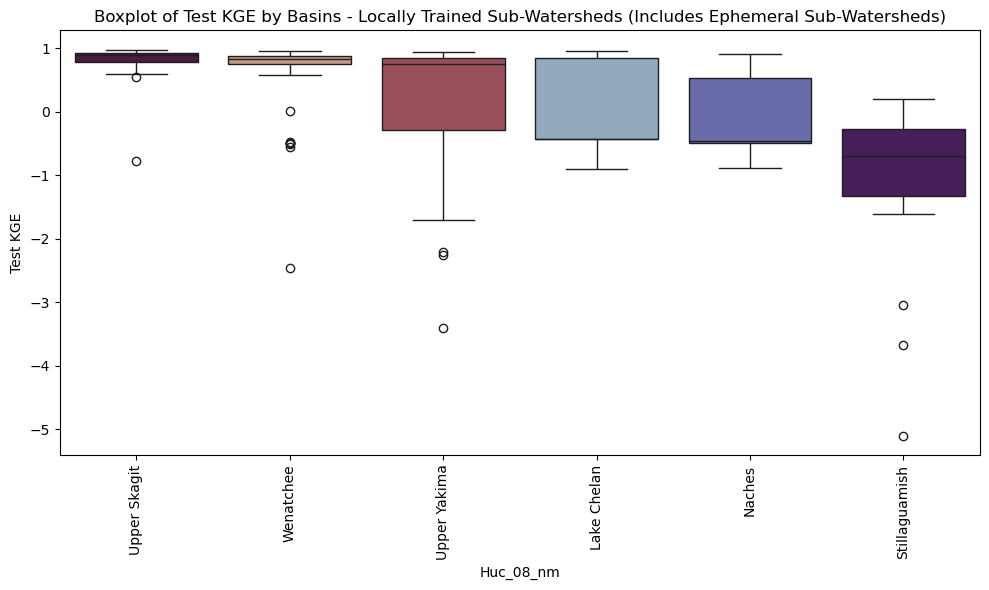 Boxplot of Test KGE by Basins - Locally Trained Sub-Watersheds (Includes Ephemeral Sub-Watersheds)
Test KGE
1
0
−1
−2
−3
−4
−5
Upper Skagit
Wenatchee
Upper Yakima
Lake Chelan
Naches
Stillaguamish
Huc_08_nm